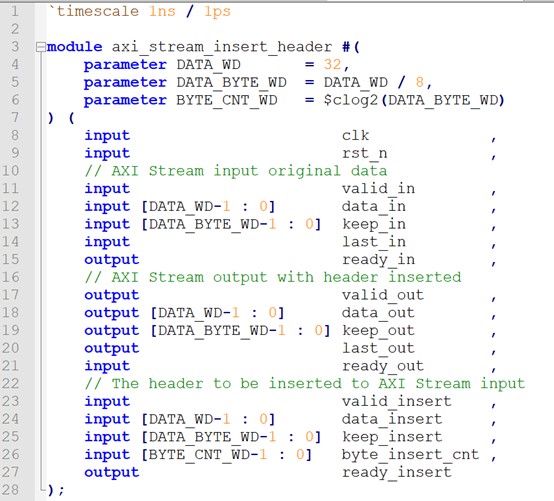 1 `timescale 1ns / 1ps
2
3 module axi_stream_insert_header #(
4 parameter DATA_WD = 32,
5 parameter DATA_BYTE_WD = DATA_WD / 8,
6 parameter BYTE_CNT_WD = $clog2(DATA_BYTE_WD)
7 ) (
8 input clk ,
9 input rst_n ,
10 // AXI Stream input original data
11 input valid_in ,
12 input [DATA_WD-1 : 0] data_in ,
13 input [DATA_BYTE_WD-1 : 0] keep_in ,
14 input last_in ,
15 output ready_in ,
16 // AXI Stream output with header inserted
17 output valid_out ,
18 output [DATA_WD-1 : 0] data_out ,
19 output [DATA_BYTE_WD-1 : 0] keep_out ,
20 output last_out ,
21 input ready_out ,
22 // The header to be inserted to AXI Stream input
23 input valid_insert ,
24 input [DATA_WD-1 : 0] data_insert ,
25 input [DATA_BYTE_WD-1 : 0] keep_insert ,
26 input [BYTE_CNT_WD-1 : 0] byte_insert_cnt ,
27 output ready_insert
28 );